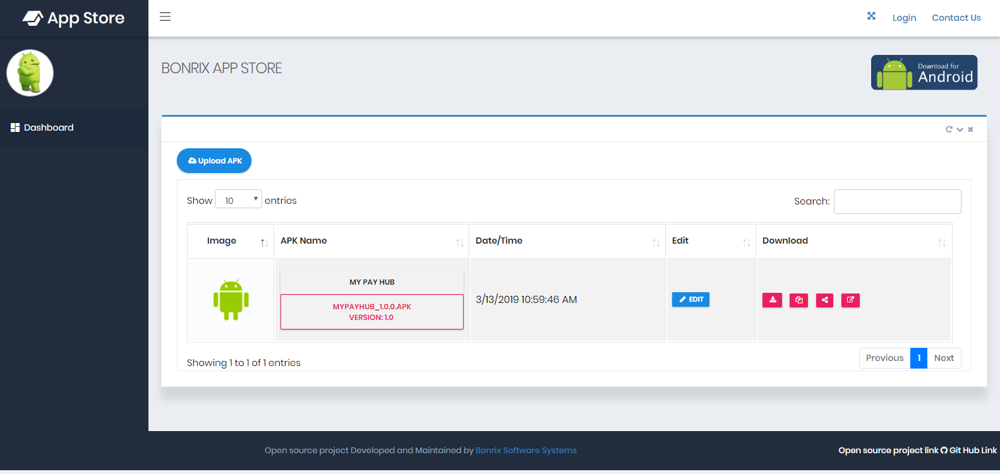 App Store
Login
Contact Us
BONRIX APP STORE
Download for
Android
Dashboard
Upload APK
Show 10 entries
Search:
Image
APK Name
Date/Time
Edit
Download
MY PAY HUB
MYPAYHUB_1.0.0.APK
VERSION: 1.0
3/13/2019 10:59:46 AM
EDIT
Showing 1 to 1 of 1 entries
Previous 1 Next
Open source project Developed and Maintained by Bonrix Software Systems
Open source project link Git Hub Link